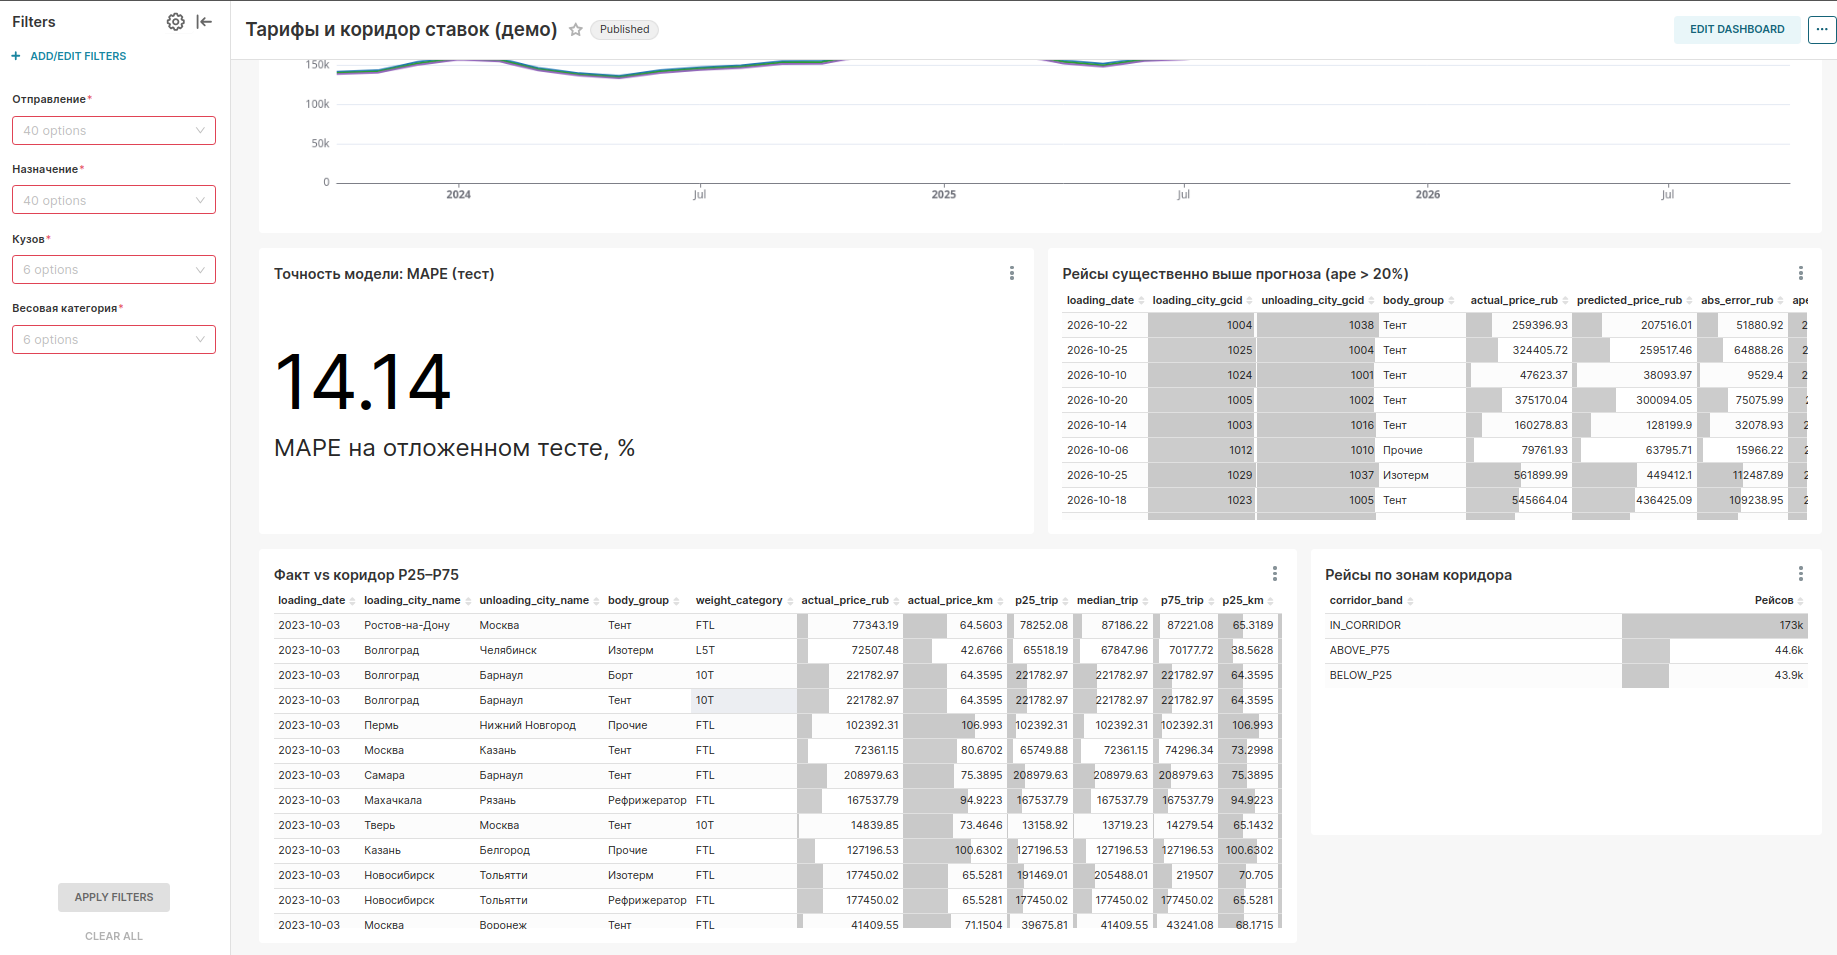 Filters
+ ADD/EDIT FILTERS
Отправление*
40 options
Назначение*
40 options
Кузов*
6 options
Весовая категория*
6 options
APPLY FILTERS
CLEAR ALL
Тарифы и коридор ставок (демо)
Published
EDIT DASHBOARD
150k
100k
50k
0
2024 Jul 2025 Jul 2026 Jul
Точность модели: MAPE (тест)
14.14
MAPE на отложенном тесте, %
Рейсы существенно выше прогноза (ape > 20%)
loading_date loading_city_gcid unloading_city_gcid body_group actual_price_rub predicted_price_rub abs_error_rub ape
2026-10-22 1004 1038 Тент 259396.93 207516.01 51880.92 2
2026-10-25 1025 1004 Тент 324405.72 259517.46 64888.26 2
2026-10-10 1024 1001 Тент 47623.37 38093.97 9529.4 2
2026-10-20 1005 1002 Тент 375170.04 300094.05 75075.99 2
2026-10-14 1003 1016 Тент 160278.83 128199.9 32078.93 2
2026-10-06 1012 1010 Прочие 79761.93 63795.71 15966.22 2
2026-10-25 1029 1037 Изотерм 561899.99 449412.1 112487.89 2
2026-10-18 1023 1005 Тент 545664.04 436425.09 109238.95 2
Факт vs коридор P25–P75
loading_date loading_city_name unloading_city_name body_group weight_category actual_price_rub actual_price_km p25_trip median_trip p75_trip p25_km
2023-10-03 Ростов-на-Дону Москва Тент FTL 77343.19 64.5603 78252.08 87186.22 87221.08 65.3189
2023-10-03 Волгоград Челябинск Изотерм L5T 72507.48 42.6766 65518.19 67847.96 70177.72 38.5628
2023-10-03 Волгоград Барнаул Борт 10T 221782.97 64.3595 221782.97 221782.97 221782.97 64.3595
2023-10-03 Волгоград Барнаул Тент 10T 221782.97 64.3595 221782.97 221782.97 221782.97 64.3595
2023-10-03 Пермь Нижний Новгород Прочие FTL 102392.31 106.993 102392.31 102392.31 102392.31 106.993
2023-10-03 Москва Казань Тент FTL 72361.15 80.6702 65749.88 72361.15 74296.34 73.2998
2023-10-03 Самара Барнаул Тент FTL 208979.63 75.3895 208979.63 208979.63 208979.63 75.3895
2023-10-03 Махачкала Рязань Рефрижератор FTL 167537.79 94.9223 167537.79 167537.79 167537.79 94.9223
2023-10-03 Тверь Москва Тент 10T 14839.85 73.4646 13158.92 13719.23 14279.54 65.1432
2023-10-03 Казань Белгород Прочие FTL 127196.53 100.6302 127196.53 127196.53 127196.53 100.6302
2023-10-03 Новосибирск Тольятти Изотерм FTL 177450.02 65.5281 191469.01 205488.01 219507 70.705
2023-10-03 Новосибирск Тольятти Рефрижератор FTL 177450.02 65.5281 177450.02 177450.02 177450.02 65.5281
2023-10-03 Москва Воронеж Тент FTL 41409.55 71.1504 39675.81 41409.55 43241.08 68.1715
Рейсы по зонам коридора
corridor_band Рейсов
IN_CORRIDOR 173k
ABOVE_P75 44.6k
BELOW_P25 43.9k